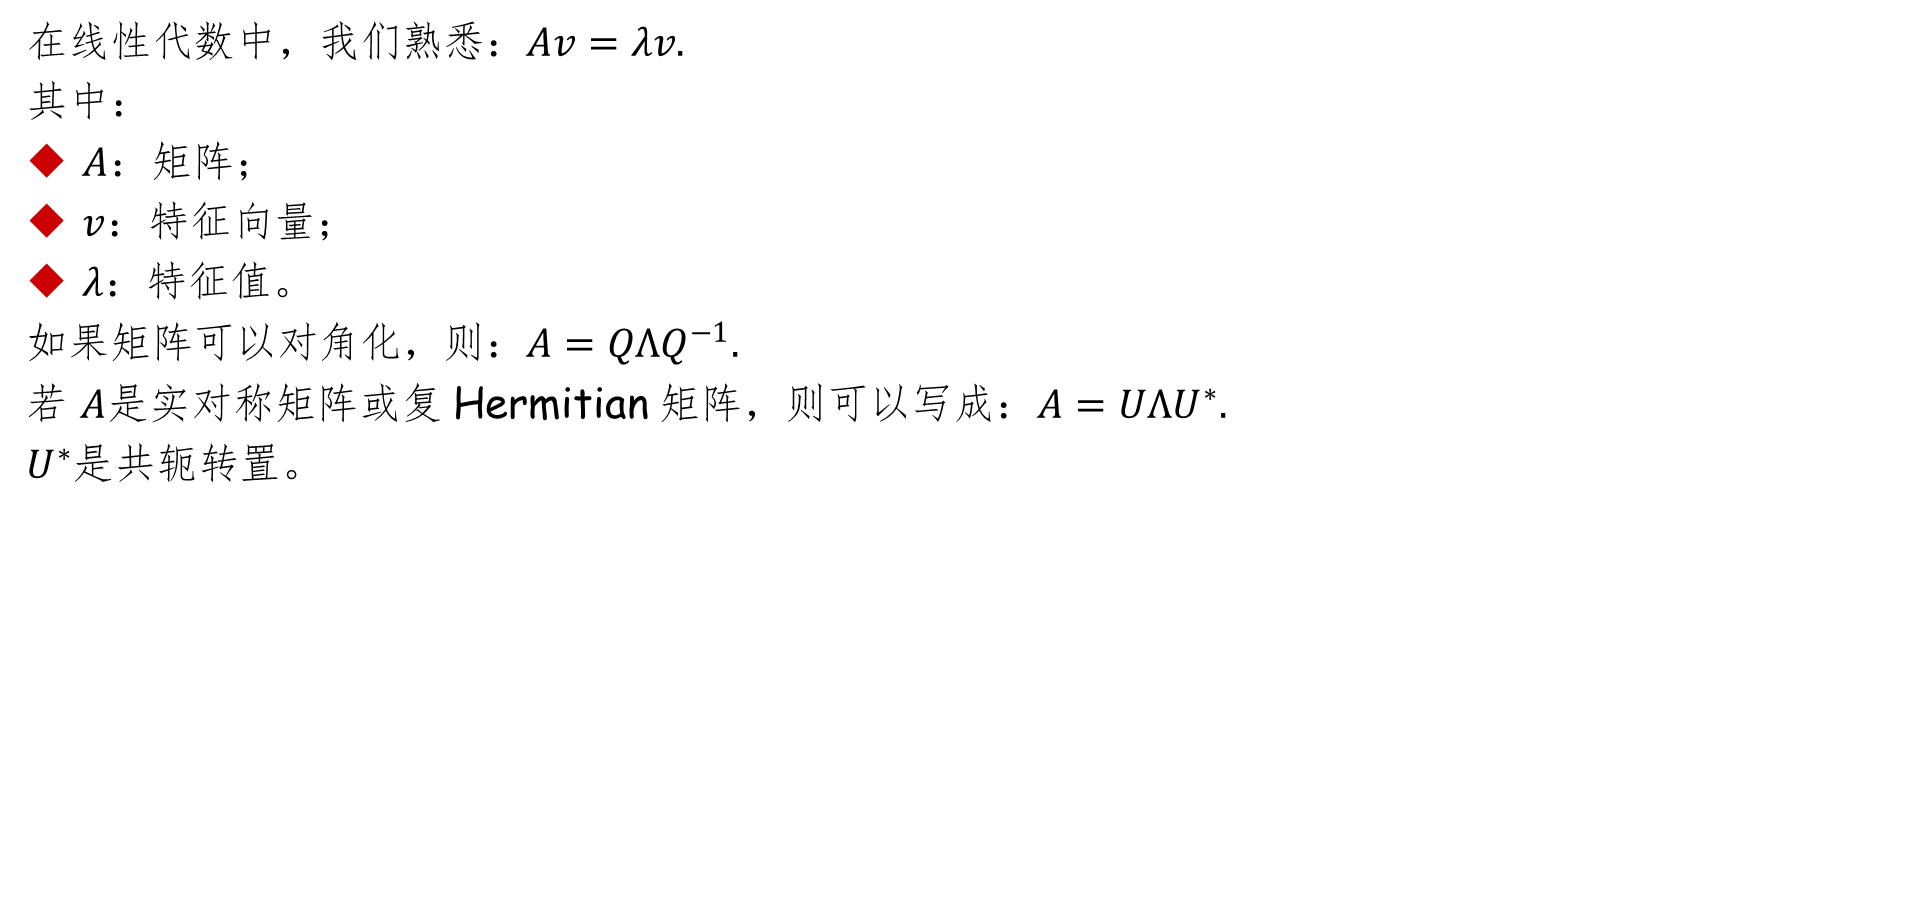 在线性代数中，我们熟悉：𝐴𝑣 = 𝜆𝑣.
其中：
◆ 𝐴：矩阵；
◆ 𝑣：特征向量；
◆ 𝜆：特征值。
如果矩阵可以对角化，则：𝐴 = 𝑄Λ𝑄⁻¹.
若 𝐴是实对称矩阵或复 Hermitian 矩阵，则可以写成：𝐴 = 𝑈Λ𝑈*.
𝑈*是共轭转置。